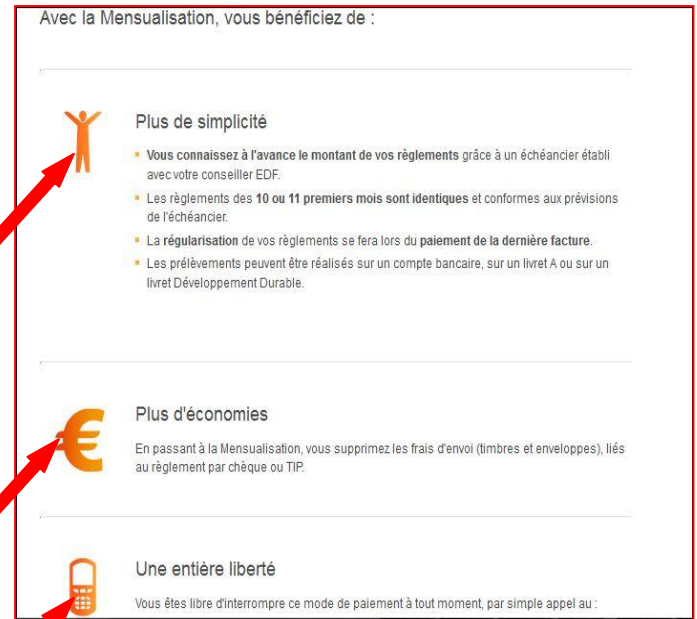 Avec la Mensualisation, vous bénéficiez de :
Plus de simplicité
Vous connaissez à l'avance le montant de vos règlements grâce à un échéancier établi
avec votre conseiller EDF.
Les règlements des 10 ou 11 premiers mois sont identiques et conformes aux prévisions
de l'échéancier.
La régularisation de vos règlements se fera lors du paiement de la dernière facture.
Les prélèvements peuvent être réalisés sur un compte bancaire, sur un livret A ou sur un
livret Développement Durable.
Plus d'économies
En passant à la Mensualisation, vous supprimez les frais d'envoi (timbres et enveloppes), liés
au règlement par chèque ou TIP.
Une entière liberté
Vous êtes libre d'interrompre ce mode de paiement à tout moment, par simple appel au :